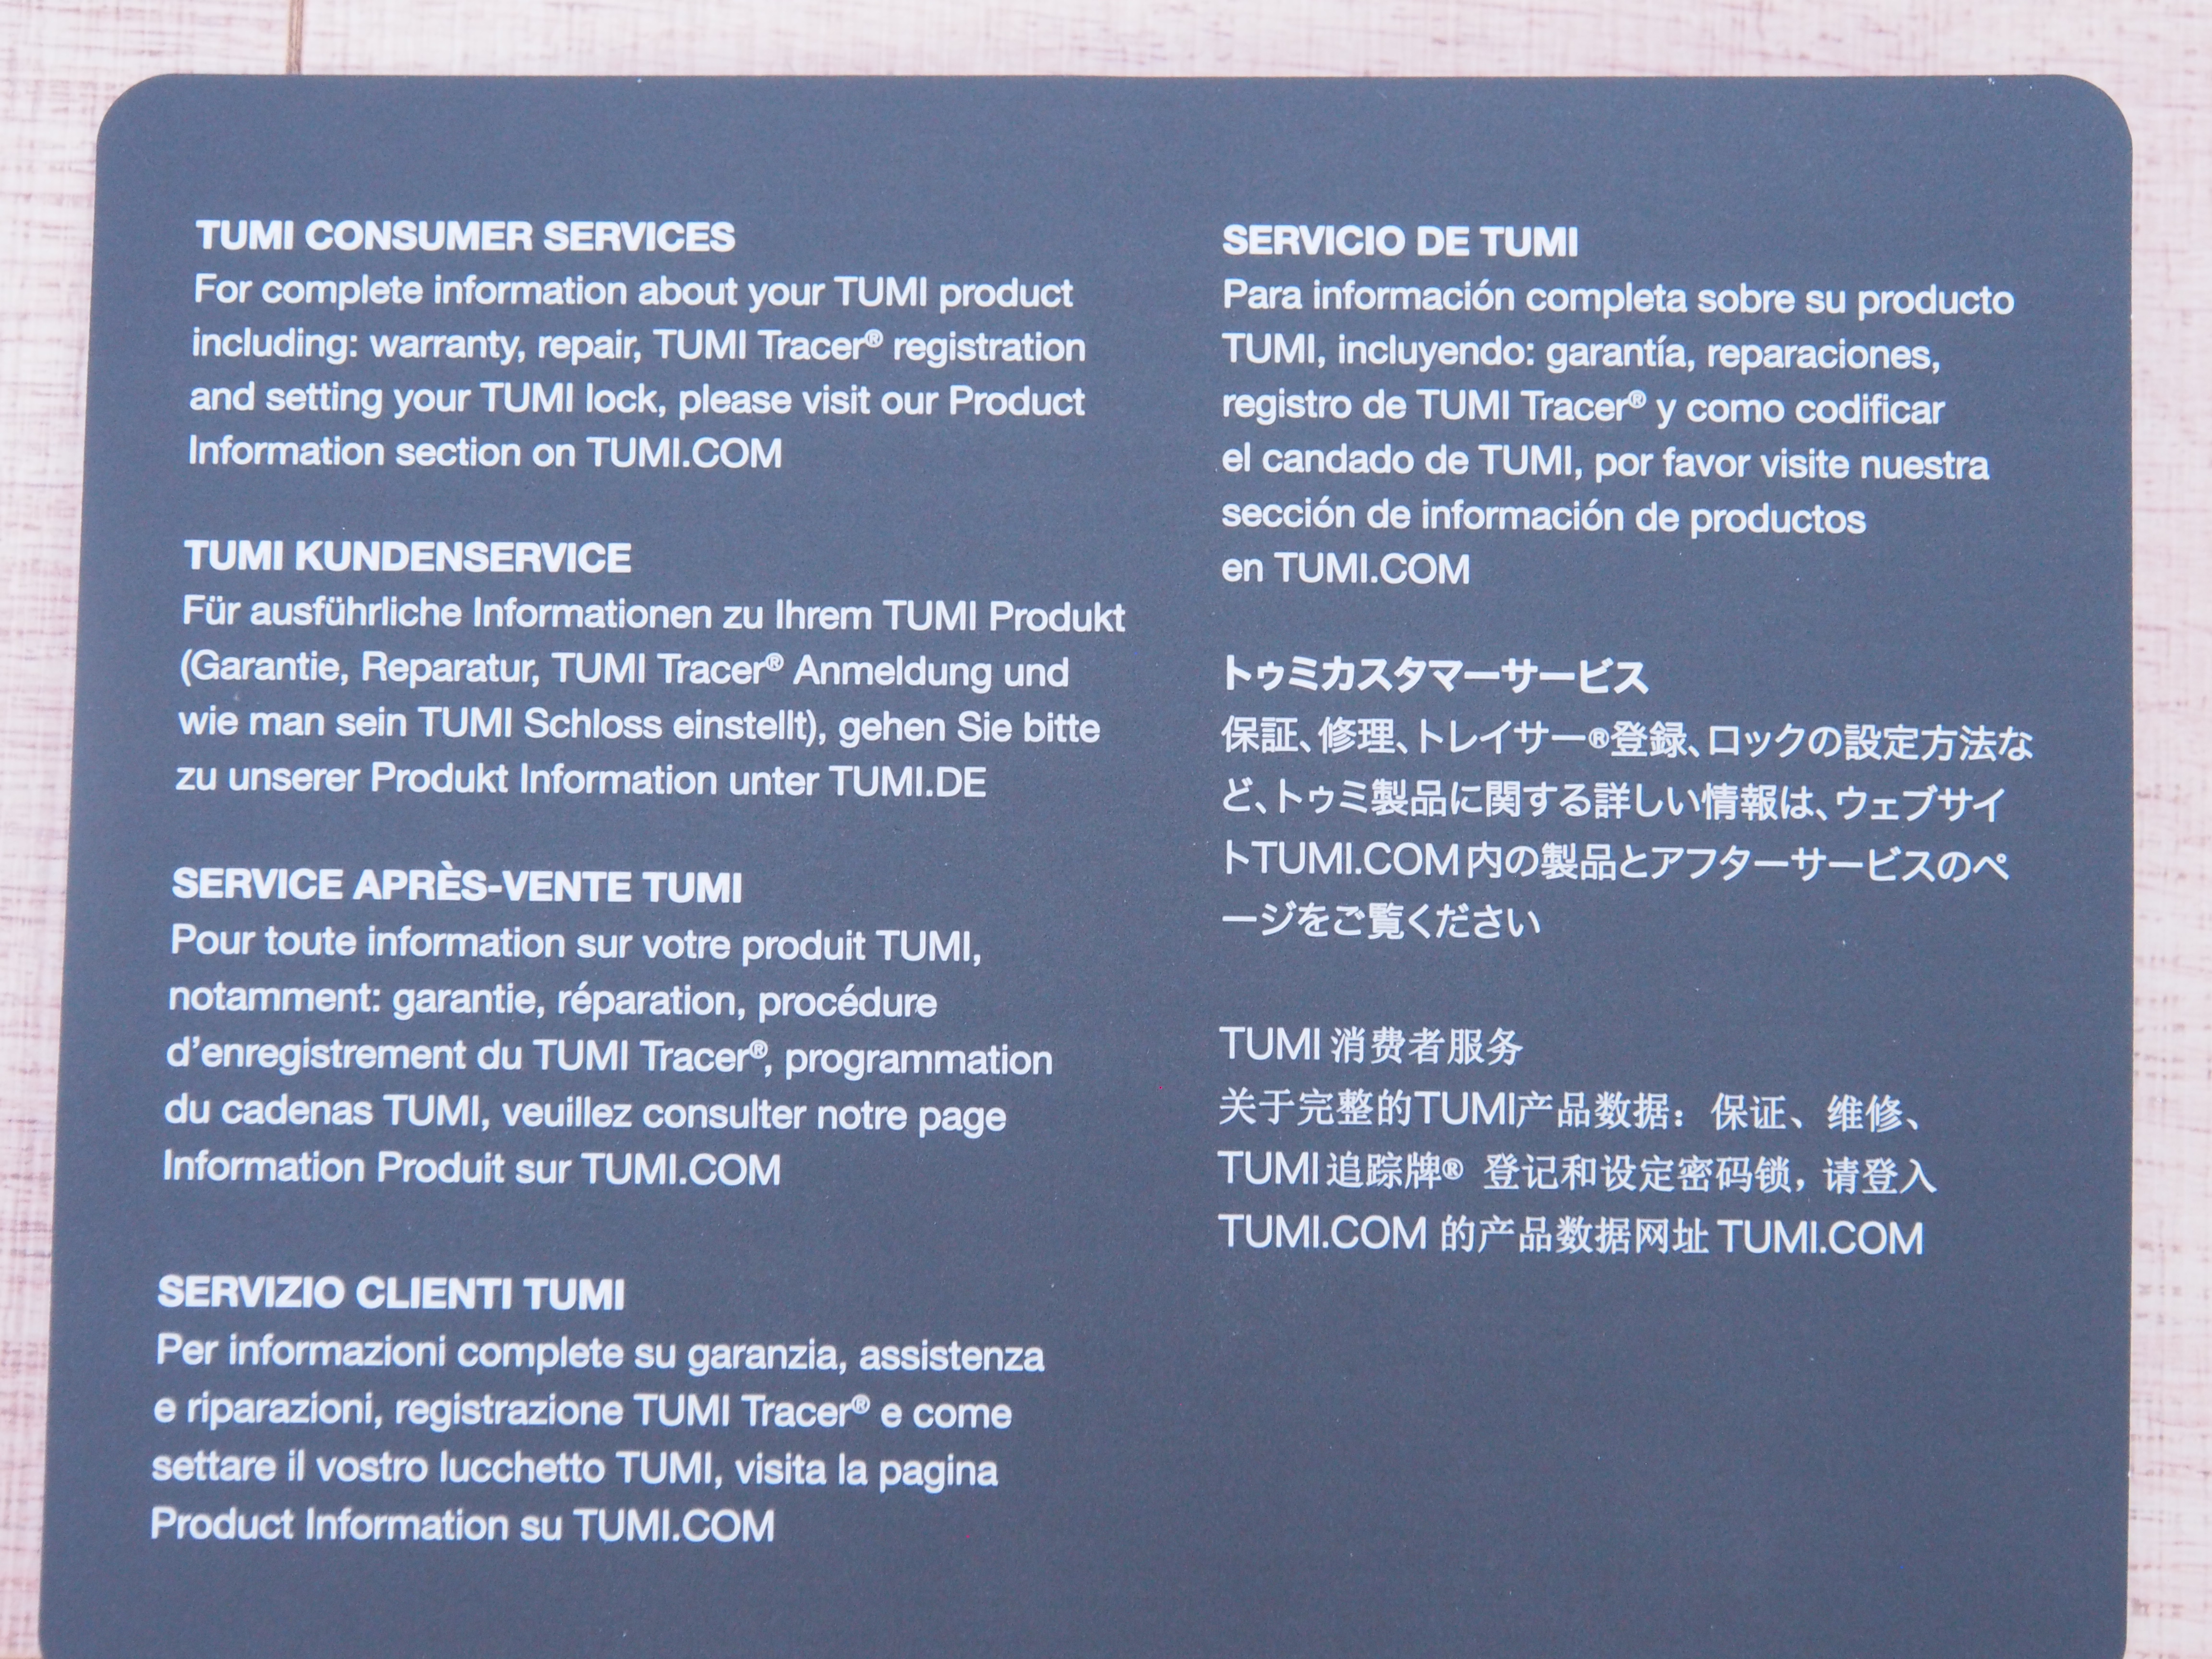 TUMI CONSUMER SERVICES
For complete information about your TUMI product
including: warranty, repair, TUMI Tracer® registration
and setting your TUMI lock, please visit our Product
Information section on TUMI.COM
TUMI KUNDENSERVICE
Für ausführliche Informationen zu Ihrem TUMI Produkt
(Garantie, Reparatur, TUMI Tracer® Anmeldung und
wie man sein TUMI Schloss einstellt), gehen Sie bitte
zu unserer Produkt Information unter TUMI.DE
SERVICE APRÈS-VENTE TUMI
Pour toute information sur votre produit TUMI,
notamment: garantie, réparation, procédure
d'enregistrement du TUMI Tracer®, programmation
du cadenas TUMI, veuillez consulter notre page
Information Produit sur TUMI.COM
SERVIZIO CLIENTI TUMI
Per informazioni complete su garanzia, assistenza
e riparazioni, registrazione TUMI Tracer® e come
settare il vostro lucchetto TUMI, visita la pagina
Product Information su TUMI.COM
SERVICIO DE TUMI
Para información completa sobre su producto
TUMI, incluyendo: garantía, reparaciones,
registro de TUMI Tracer® y como codificar
el candado de TUMI, por favor visite nuestra
sección de información de productos
en TUMI.COM
トゥミカスタマーサービス
保証、修理、トレイサー®登録、ロックの設定方法な
ど、トゥミ製品に関する詳しい情報は、ウェブサイ
トTUMI.COM内の製品とアフターサービスのペ
ージをご覧ください
TUMI 消费者服务
关于完整的TUMI产品数据：保证、维修、
TUMI追踪牌® 登记和设定密码锁，请登入
TUMI.COM 的产品数据网址 TUMI.COM